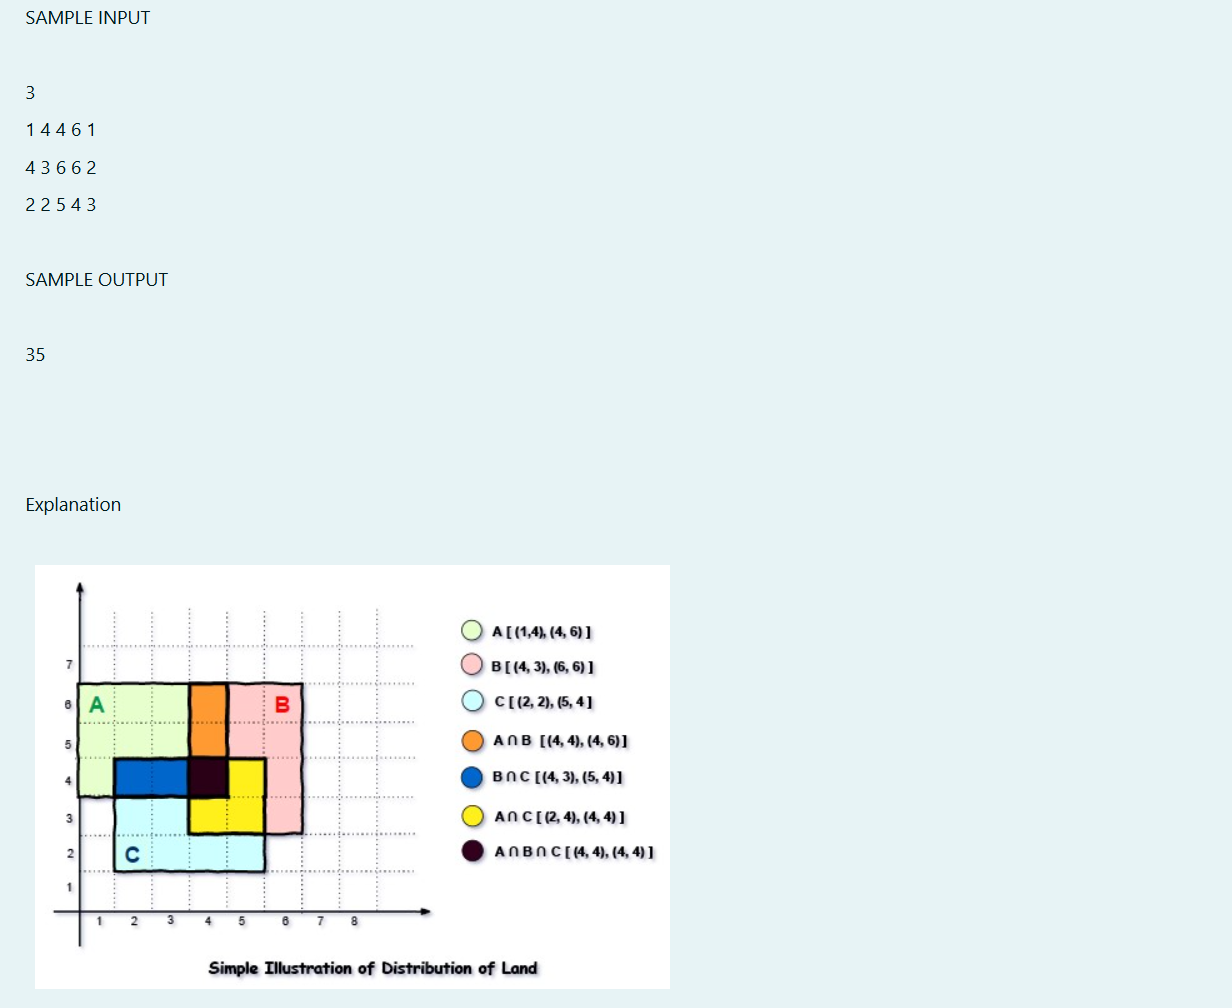 SAMPLE INPUT
3
1 4 4 6 1
4 3 6 6 2
2 2 5 4 3
SAMPLE OUTPUT
35
Explanation
A [ (1,4), (4, 6) ]
B [ (4, 3), (6, 6) ]
C [ (2, 2), (5, 4 ]
A ∩ B [(4, 4), (4, 6)]
B ∩ C [(4, 3), (5, 4)]
A ∩ C [ (2, 4), (4, 4) ]
A ∩ B ∩ C [ (4, 4), (4, 4) ]
7
6
5
4
3
2
1
A
B
C
1 2 3 4 5 6 7 8
Simple Illustration of Distribution of Land